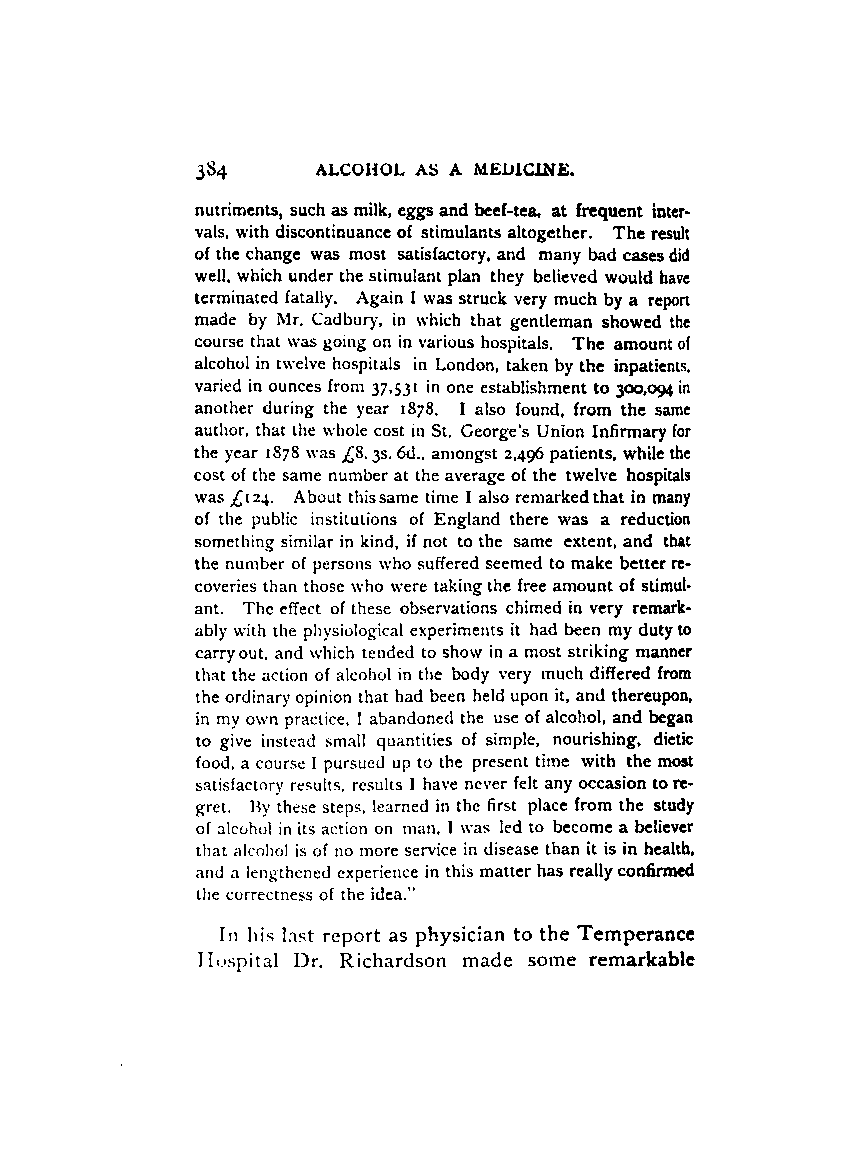 384 ALCOHOL AS A MEDICINE.
nutriments, such as milk, eggs and beef-tea, at frequent inter-
vals, with discontinuance of stimulants altogether. The result
of the change was most satisfactory, and many bad cases did
well, which under the stimulant plan they believed would have
terminated fatally. Again I was struck very much by a report
made by Mr. Cadbury, in which that gentleman showed the
course that was going on in various hospitals. The amount of
alcohol in twelve hospitals in London, taken by the inpatients,
varied in ounces from 37,531 in one establishment to 300,094 in
another during the year 1878. I also found, from the same
author, that the whole cost in St. George's Union Infirmary for
the year 1878 was £8. 3s. 6d., amongst 2,496 patients, while the
cost of the same number at the average of the twelve hospitals
was £124. About this same time I also remarked that in many
of the public institutions of England there was a reduction
something similar in kind, if not to the same extent, and that
the number of persons who suffered seemed to make better re-
coveries than those who were taking the free amount of stimul-
ant. The effect of these observations chimed in very remark-
ably with the physiological experiments it had been my duty to
carry out, and which tended to show in a most striking manner
that the action of alcohol in the body very much differed from
the ordinary opinion that had been held upon it, and thereupon,
in my own practice, I abandoned the use of alcohol, and began
to give instead small quantities of simple, nourishing, dietic
food, a course I pursued up to the present time with the most
satisfactory results, results I have never felt any occasion to re-
gret. By these steps, learned in the first place from the study
of alcohol in its action on man, I was led to become a believer
that alcohol is of no more service in disease than it is in health,
and a lengthened experience in this matter has really confirmed
the correctness of the idea."
In his last report as physician to the Temperance
Hospital Dr. Richardson made some remarkable